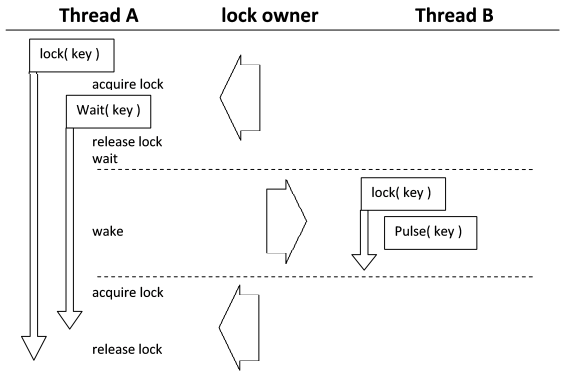 Thread A lock owner Thread B
lock( key )
acquire lock
Wait( key )
release lock
wait
lock( key )
wake
Pulse( key )
acquire lock
release lock